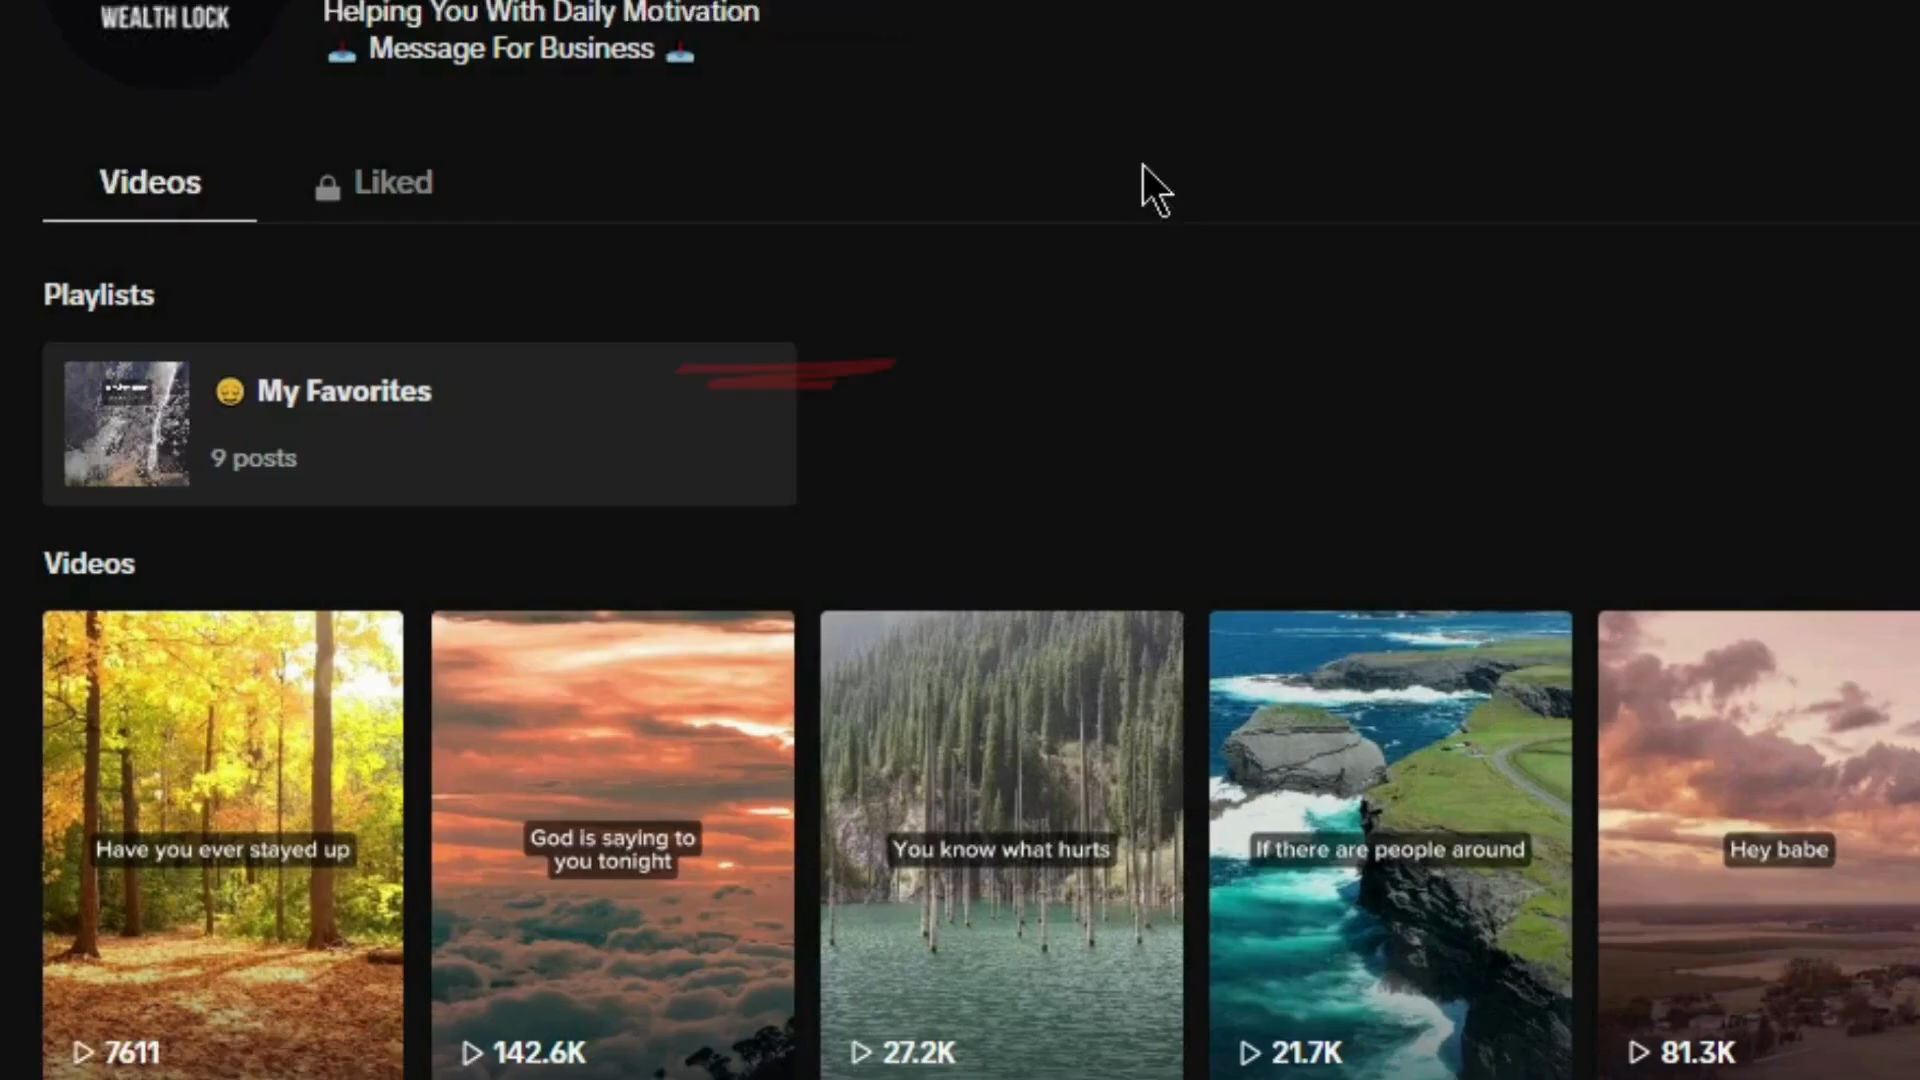 WEALTH LOCK
Helping You With Daily Motivation
📥 Message For Business 📥
Videos
Liked
Playlists
😔 My Favorites
9 posts
Videos
Have you ever stayed up
God is saying to
you tonight
You know what hurts
If there are people around
Hey babe
7611
142.6K
27.2K
21.7K
81.3K